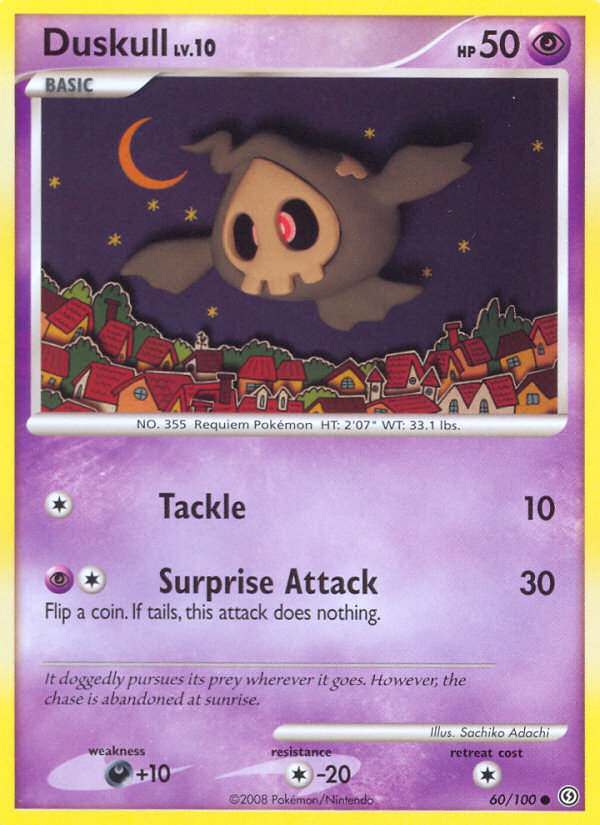 Duskull LV.10
HP 50
BASIC
NO. 355 Requiem Pokémon HT: 2'07" WT: 33.1 lbs.
Tackle 10
Surprise Attack 30
Flip a coin. If tails, this attack does nothing.
It doggedly pursues its prey wherever it goes. However, the
chase is abandoned at sunrise.
Illus. Sachiko Adachi
weakness resistance retreat cost
+10 -20
©2008 Pokémon/Nintendo 60/100